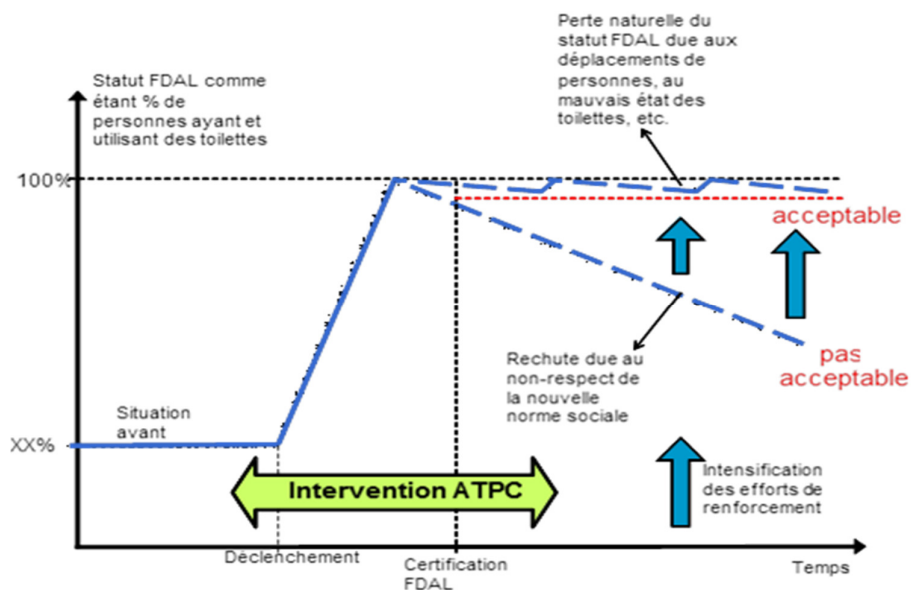 Perte naturelle du
statut FDAL due aux
déplacements de
personnes, au
mauvais état des
toilettes, etc.
Statut FDAL comme
étant % de
personnes ayant et
utilisant des toilettes
100%
acceptable
pas
acceptable
Rechute due au
non-respect de
la nouvelle
norme sociale
Situation
avant
XX%
Intervention ATPC
Intensification
des efforts de
renforcement
Déclenchement
Certification
FDAL
Temps